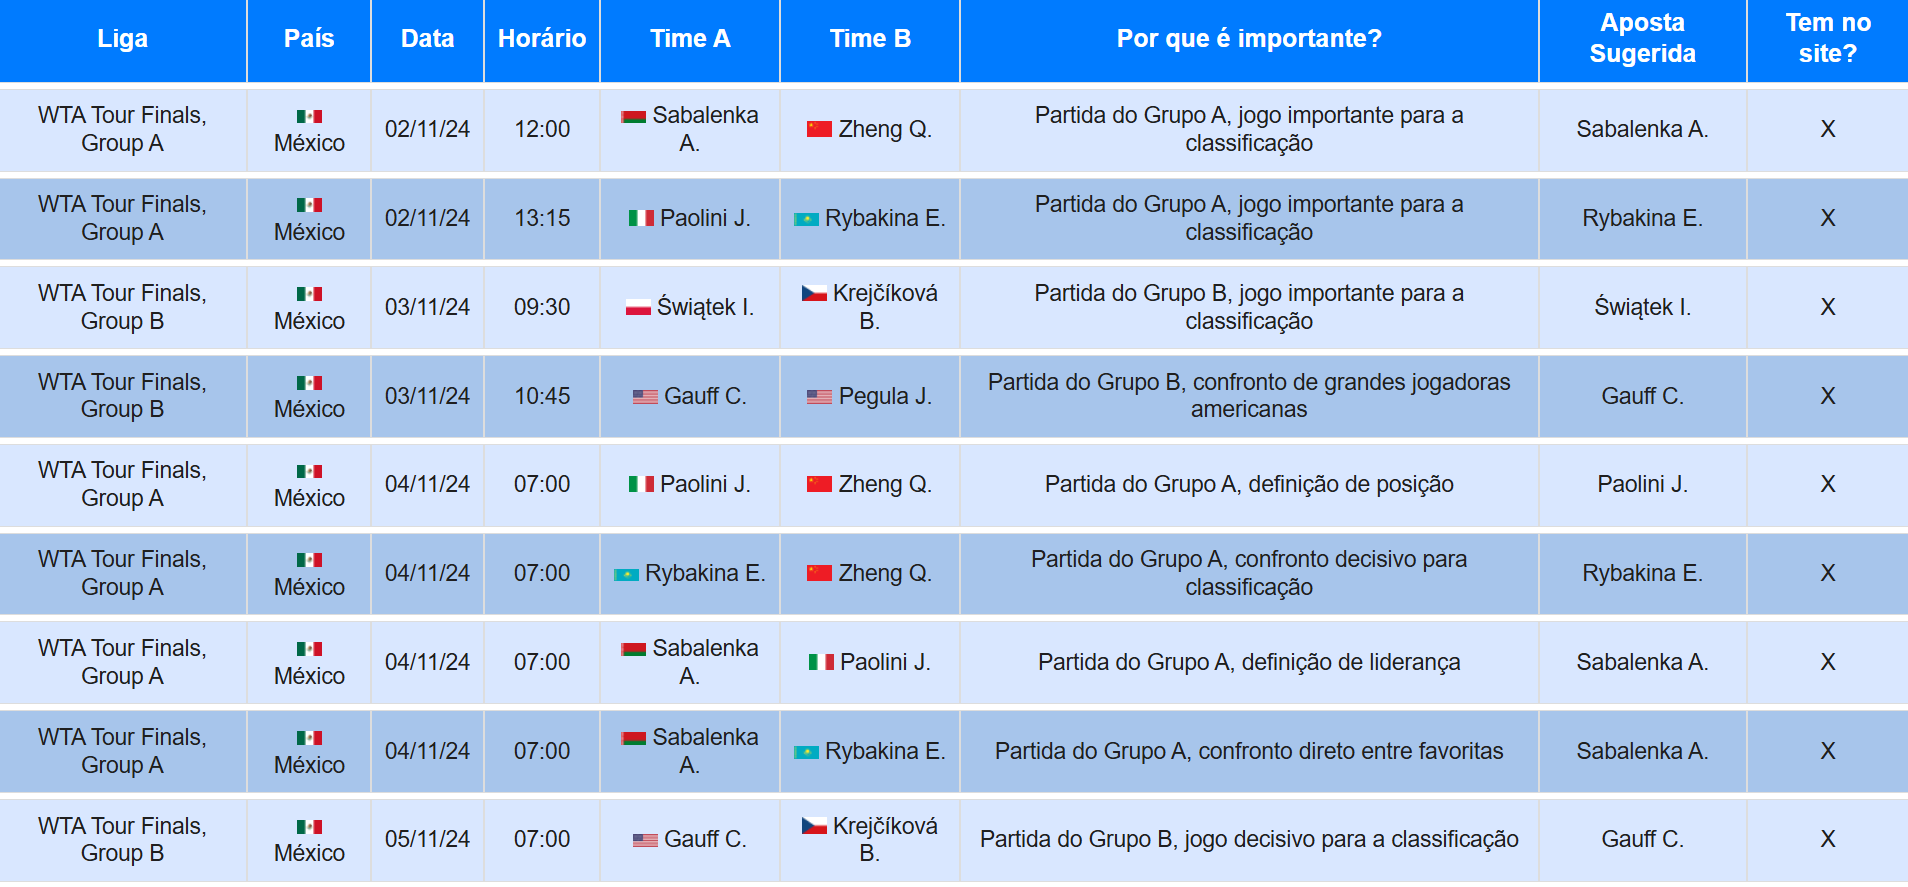 Liga País Data Horário Time A Time B Por que é importante? Aposta Sugerida Tem no site?
WTA Tour Finals, Group A México 02/11/24 12:00 Sabalenka A. Zheng Q. Partida do Grupo A, jogo importante para a classificação Sabalenka A. X
WTA Tour Finals, Group A México 02/11/24 13:15 Paolini J. Rybakina E. Partida do Grupo A, jogo importante para a classificação Rybakina E. X
WTA Tour Finals, Group B México 03/11/24 09:30 Świątek I. Krejčíková B. Partida do Grupo B, jogo importante para a classificação Świątek I. X
WTA Tour Finals, Group B México 03/11/24 10:45 Gauff C. Pegula J. Partida do Grupo B, confronto de grandes jogadoras americanas Gauff C. X
WTA Tour Finals, Group A México 04/11/24 07:00 Paolini J. Zheng Q. Partida do Grupo A, definição de posição Paolini J. X
WTA Tour Finals, Group A México 04/11/24 07:00 Rybakina E. Zheng Q. Partida do Grupo A, confronto decisivo para classificação Rybakina E. X
WTA Tour Finals, Group A México 04/11/24 07:00 Sabalenka A. Paolini J. Partida do Grupo A, definição de liderança Sabalenka A. X
WTA Tour Finals, Group A México 04/11/24 07:00 Sabalenka A. Rybakina E. Partida do Grupo A, confronto direto entre favoritas Sabalenka A. X
WTA Tour Finals, Group B México 05/11/24 07:00 Gauff C. Krejčíková B. Partida do Grupo B, jogo decisivo para a classificação Gauff C. X